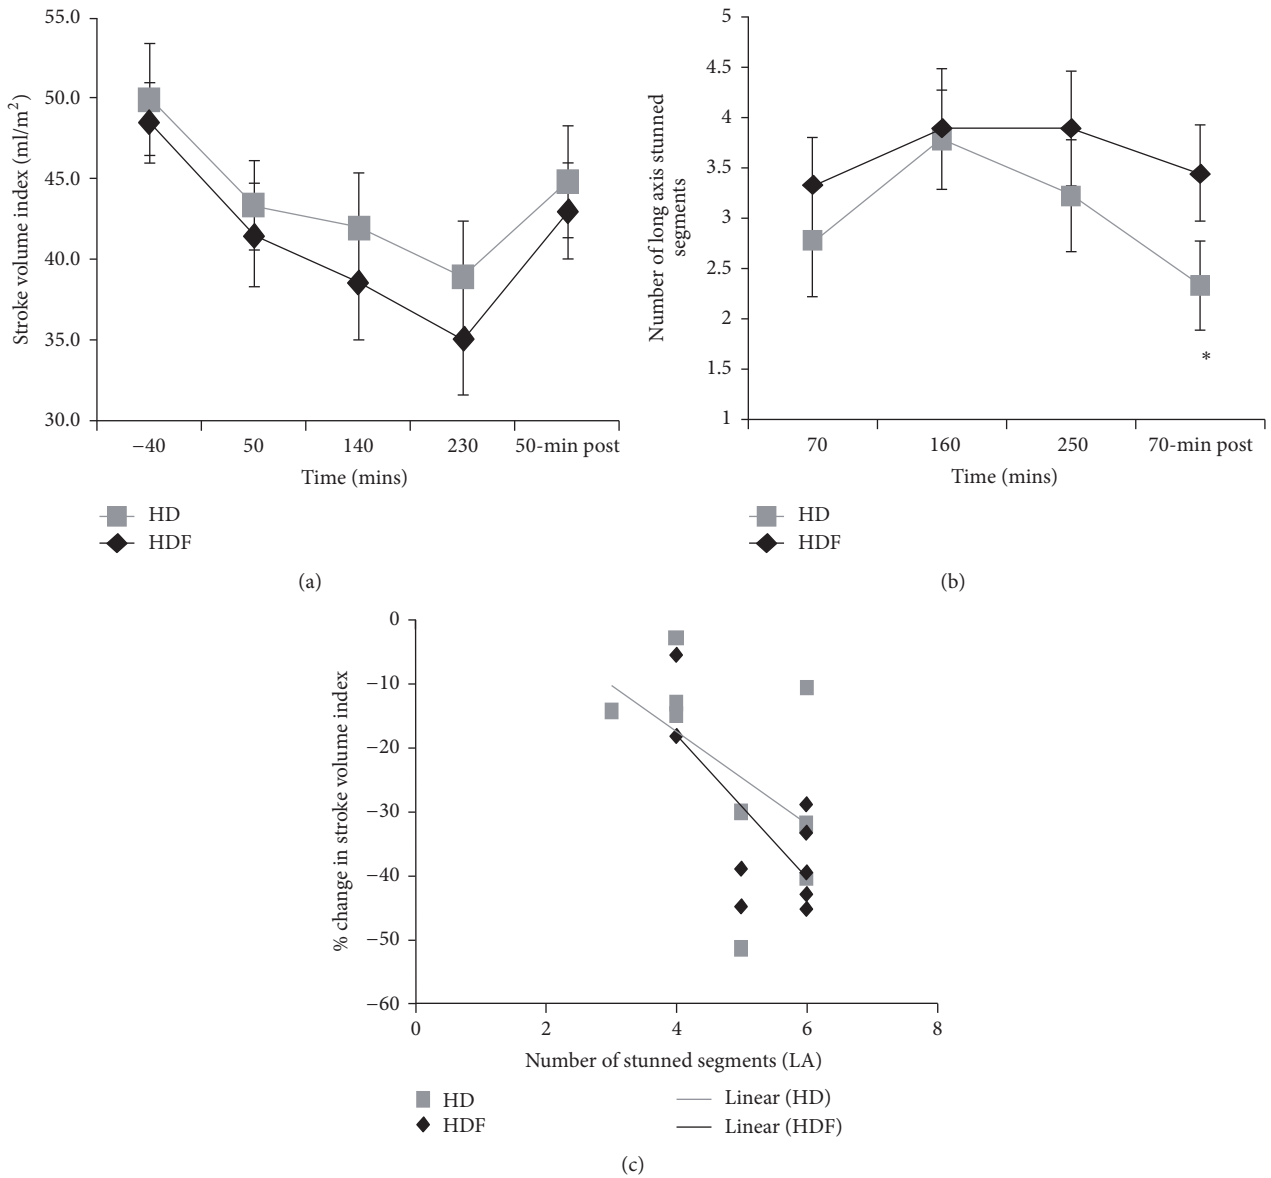 55.0
50.0
45.0
40.0
35.0
30.0
Stroke volume index (ml/m²)
−40 50 140 230 50-min post
Time (mins)
HD
HDF
(a)
5
4.5
4
3.5
3
2.5
2
1.5
1
Number of long axis stunned
segments
*
70 160 250 70-min post
Time (mins)
HD
HDF
(b)
0
−10
−20
−30
−40
−50
−60
% change in stroke volume index
0 2 4 6 8
Number of stunned segments (LA)
HD
HDF
Linear (HD)
Linear (HDF)
(c)